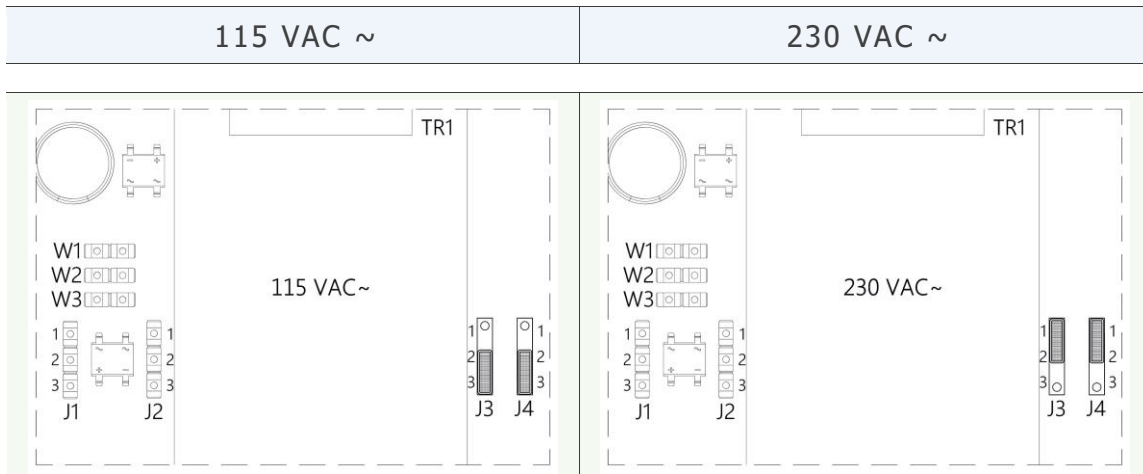 115 VAC ~
230 VAC ~
TR1
W1
W2
W3
115 VAC~
1 1 1 1
2 2 2 2
3 3 3 3
J1 J2 J3 J4
TR1
W1
W2
W3
230 VAC~
1 1 1 1
2 2 2 2
3 3 3 3
J1 J2 J3 J4